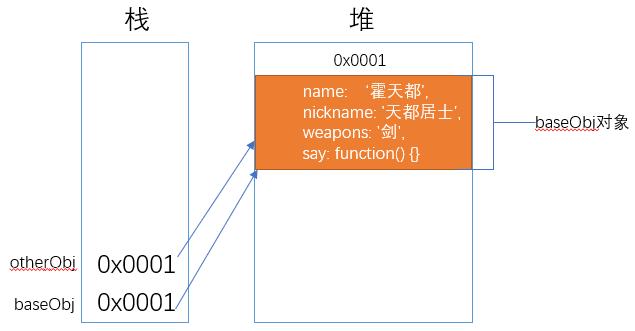 栈
堆
0x0001
name: ‘霍天都’,
nickname: '天都居士',
weapons: '剑',
say: function() {}
baseObj对象
otherObj 0x0001
baseObj 0x0001